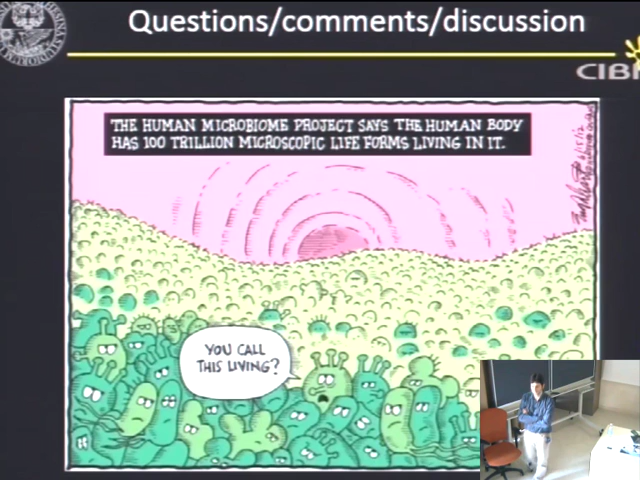 Questions/comments/discussion
CIBI
THE HUMAN MICROBIOME PROJECT SAYS THE HUMAN BODY
HAS 100 TRILLION MICROSCOPIC LIFE FORMS LIVING IN IT.
YOU CALL
THIS LIVING?